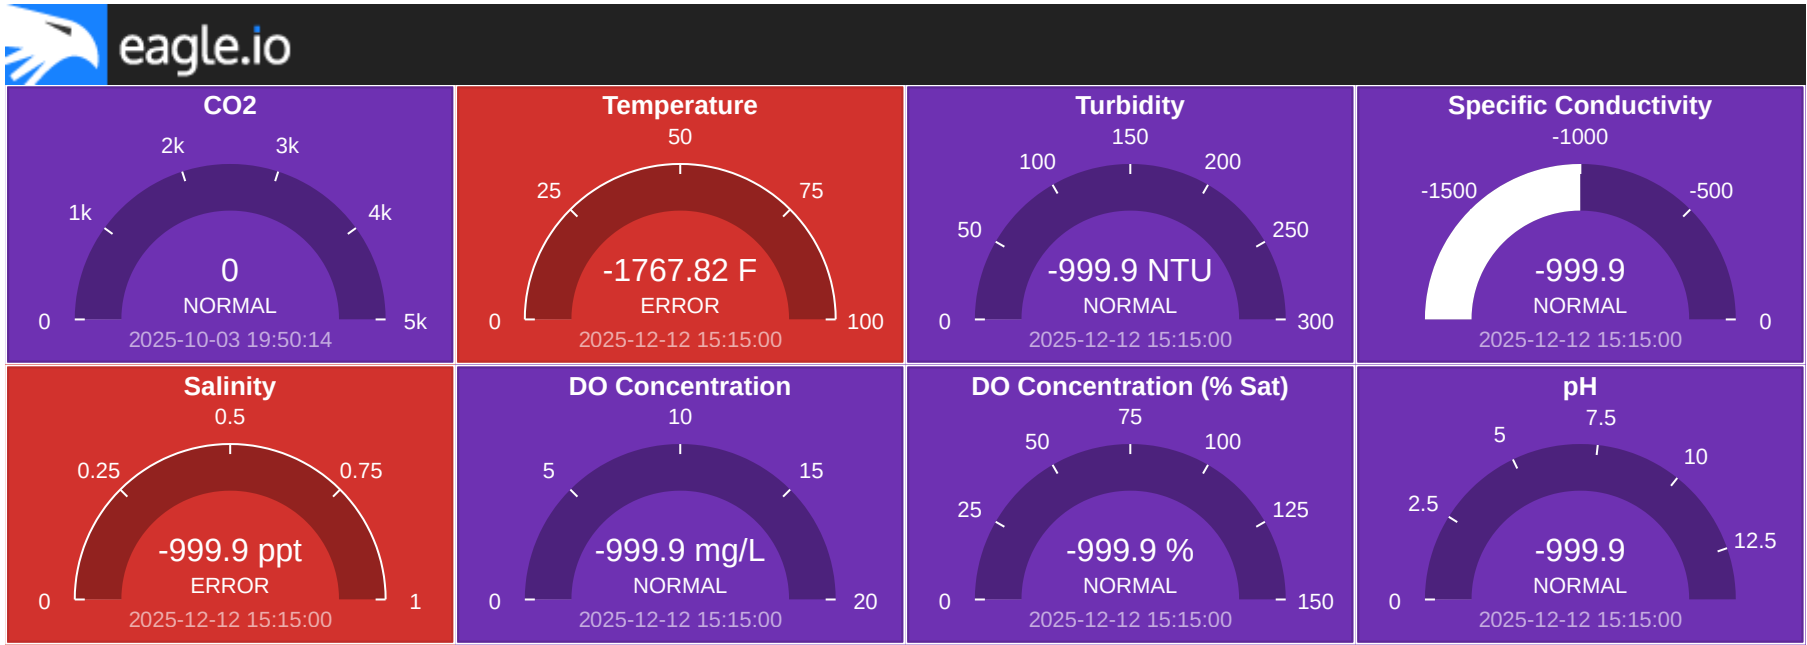 eagle.io
CO2
2k 3k
1k 4k
0
NORMAL
0 5k
2025-10-03 19:50:14
Temperature
50
25 75
-1767.82 F
ERROR
0 100
2025-12-12 15:15:00
Turbidity
150
100 200
50 250
-999.9 NTU
NORMAL
0 300
2025-12-12 15:15:00
Specific Conductivity
-1000
-1500 -500
-999.9
NORMAL
0
2025-12-12 15:15:00
Salinity
0.5
0.25 0.75
-999.9 ppt
ERROR
0 1
2025-12-12 15:15:00
DO Concentration
10
5 15
-999.9 mg/L
NORMAL
0 20
2025-12-12 15:15:00
DO Concentration (% Sat)
75
50 100
25 125
-999.9 %
NORMAL
0 150
2025-12-12 15:15:00
pH
7.5
5 10
2.5 12.5
-999.9
NORMAL
0
2025-12-12 15:15:00